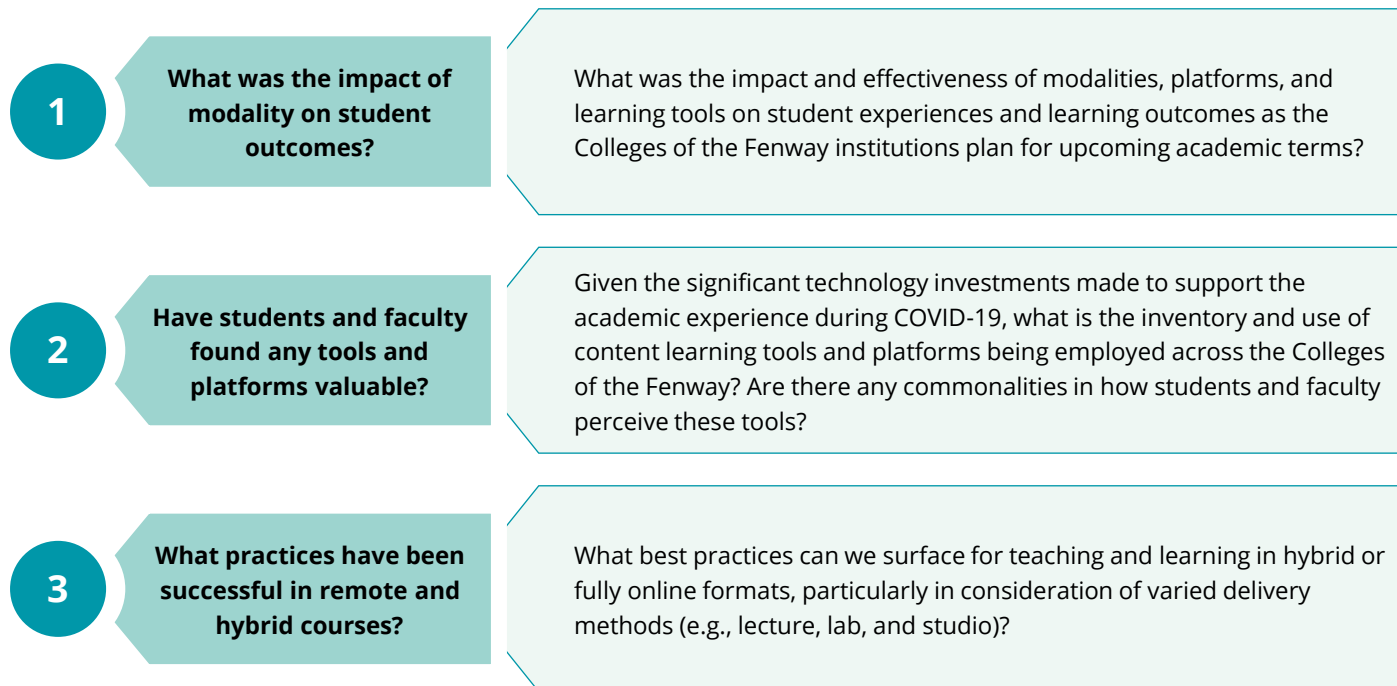 1
What was the impact of
modality on student
outcomes?
What was the impact and effectiveness of modalities, platforms, and
learning tools on student experiences and learning outcomes as the
Colleges of the Fenway institutions plan for upcoming academic terms?
2
Have students and faculty
found any tools and
platforms valuable?
Given the significant technology investments made to support the
academic experience during COVID-19, what is the inventory and use of
content learning tools and platforms being employed across the Colleges
of the Fenway? Are there any commonalities in how students and faculty
perceive these tools?
3
What practices have been
successful in remote and
hybrid courses?
What best practices can we surface for teaching and learning in hybrid or
fully online formats, particularly in consideration of varied delivery
methods (e.g., lecture, lab, and studio)?